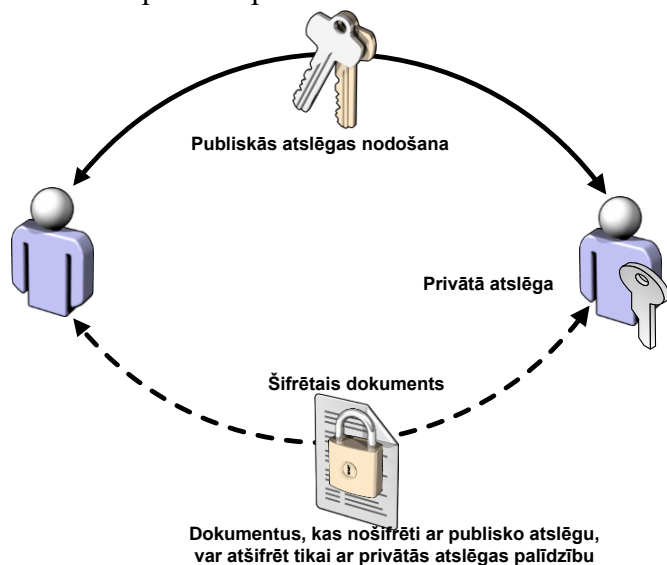 Publiskās atslēgas nodošana
Privātā atslēga
Šifrētais dokuments
Dokumentus, kas nošifrēti ar publisko atslēgu,
var atšifrēt tikai ar privātās atslēgas palīdzību